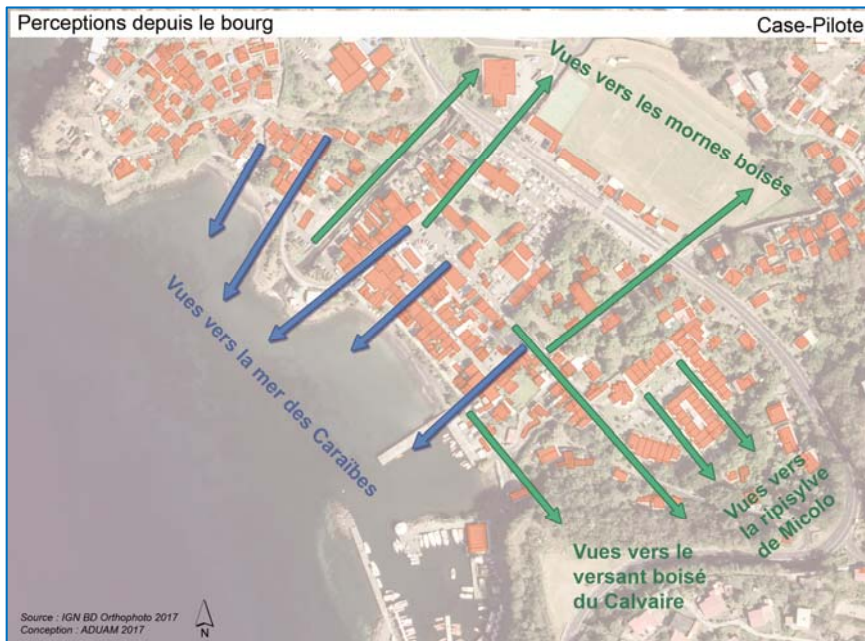 Perceptions depuis le bourg
Case-Pilote
Vues vers les mornes boisés
Vues vers la mer des Caraïbes
Vues vers
la ripisylve
de Micolo
Vues vers le
versant boisé
du Calvaire
Source : IGN BD Orthophoto 2017
Conception : ADUAM 2017
N